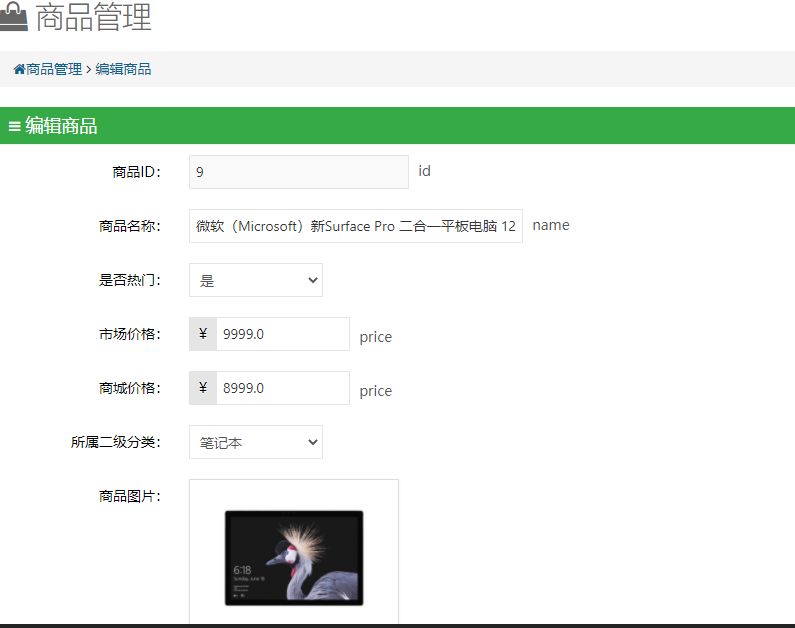 商品管理
商品管理 > 编辑商品
编辑商品
商品ID： 9 id
商品名称： 微软（Microsoft）新Surface Pro 二合一平板电脑 12 name
是否热门： 是
市场价格： ¥ 9999.0 price
商城价格： ¥ 8999.0 price
所属二级分类： 笔记本
商品图片：
6:18
Sunday, June 18